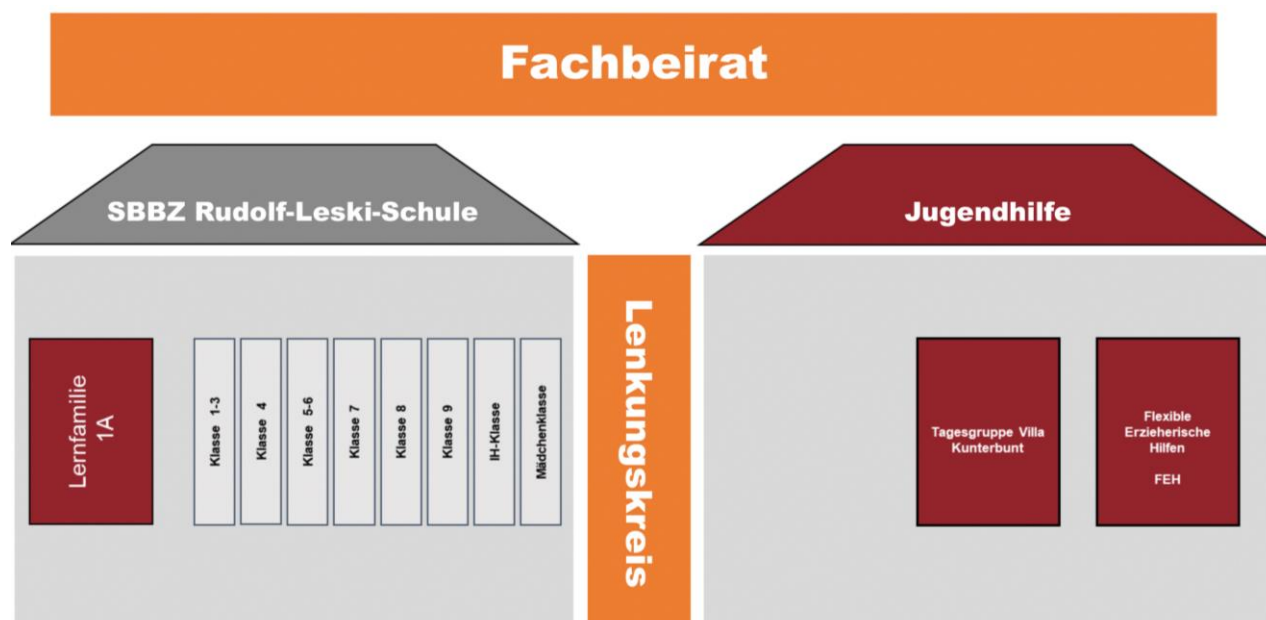 Fachbeirat
SBBZ Rudolf-Leski-Schule
Jugendhilfe
Lernfamilie
1A
Klasse 1-3
Klasse 4
Klasse 5-6
Klasse 7
Klasse 8
Klasse 9
IH-Klasse
Mädchenklasse
Lenkungskreis
Tagesgruppe Villa
Kunterbunt
Flexible
Erzieherische
Hilfen
FEH